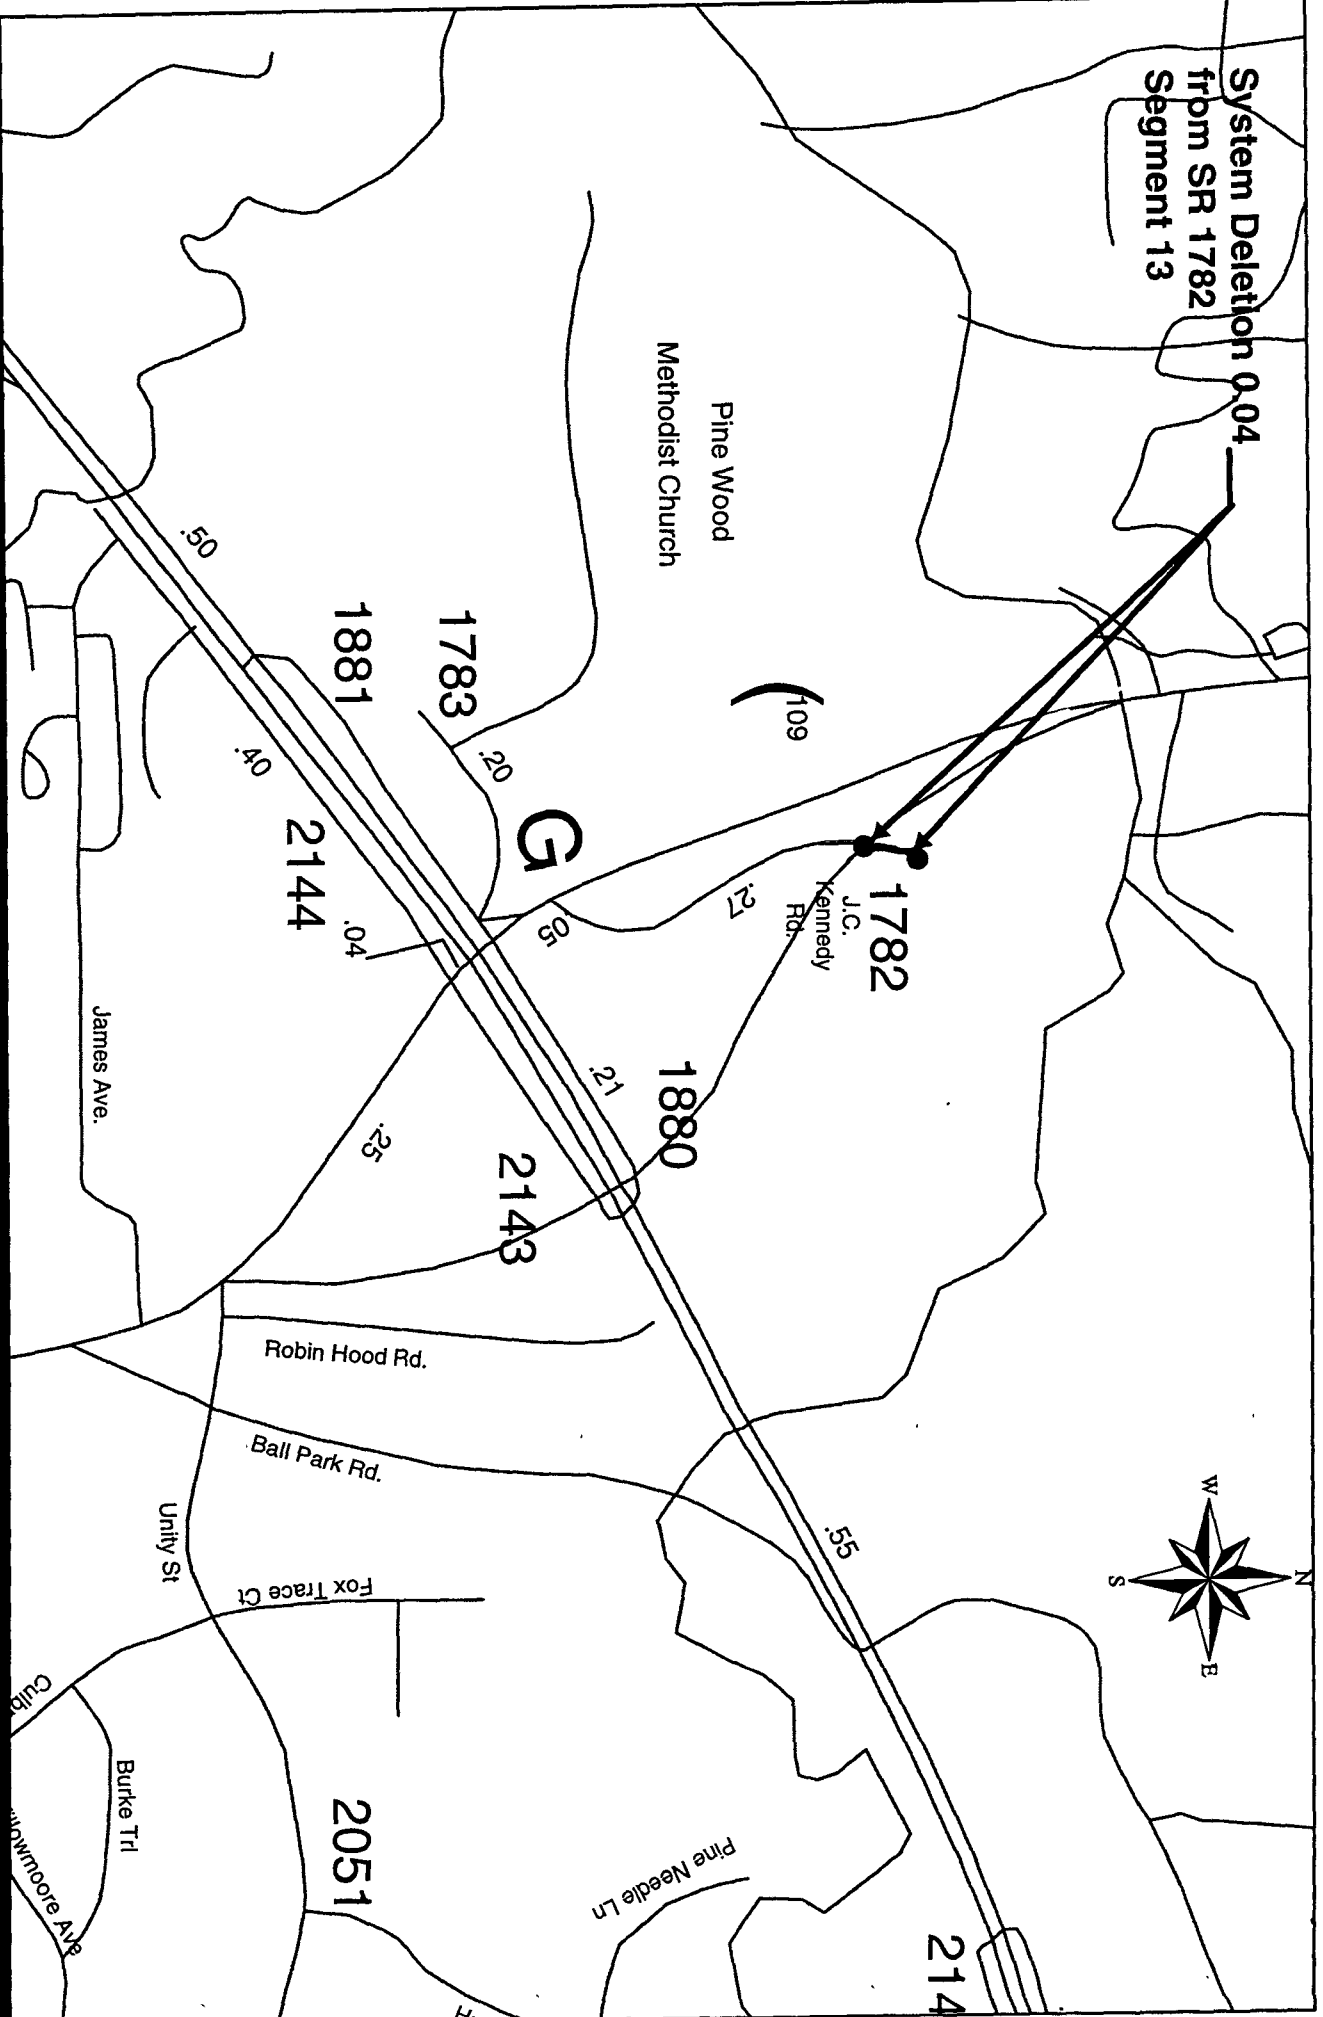 System Deletion 0.04
from SR 1782
Segment 13
Pine Wood
Methodist Church
109
1782
J.C.
Kennedy
Rd.
.27
1783
.20
G
.05
1881
.50
.40
2144
.04
.21
1880
.25
2143
James Ave.
Robin Hood Rd.
Ball Park Rd.
Unity St
Fox Trace Ct
.55
W
N
S
E
Burke Trl
2051
Pine Needle Ln
214